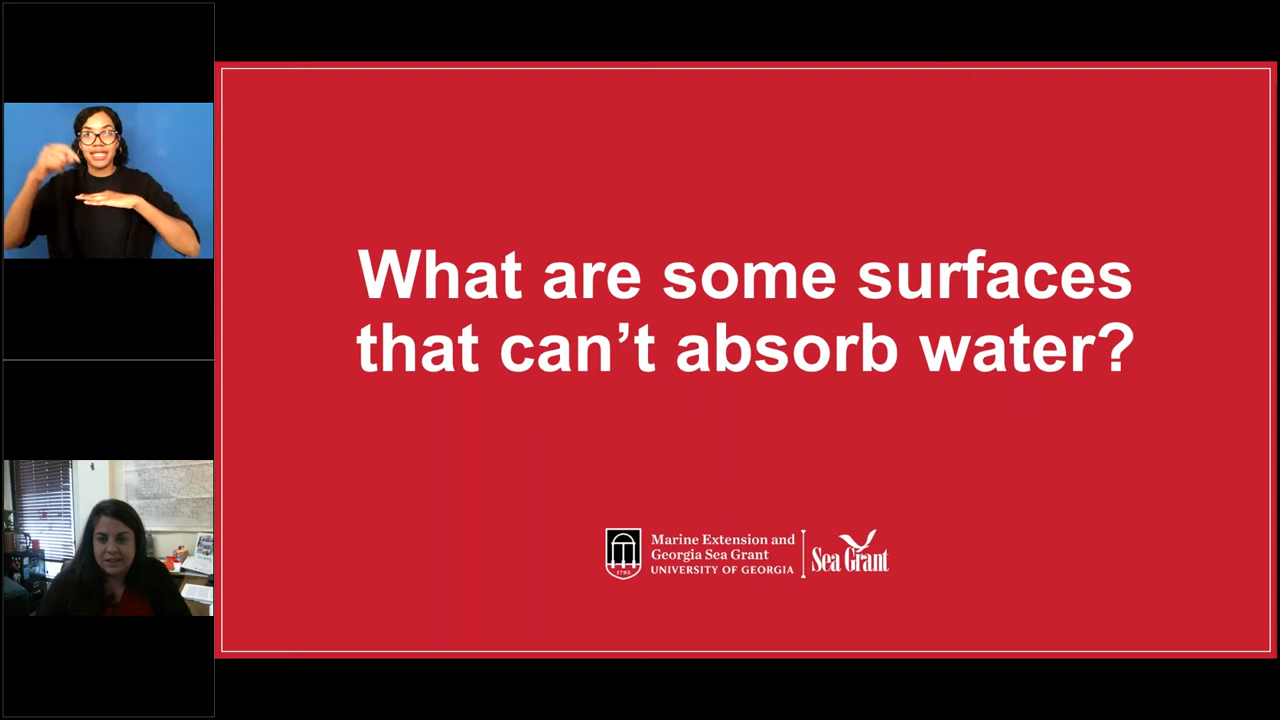 What are some surfaces
that can’t absorb water?
1785
Marine Extension and
Georgia Sea Grant
UNIVERSITY OF GEORGIA
Sea Grant